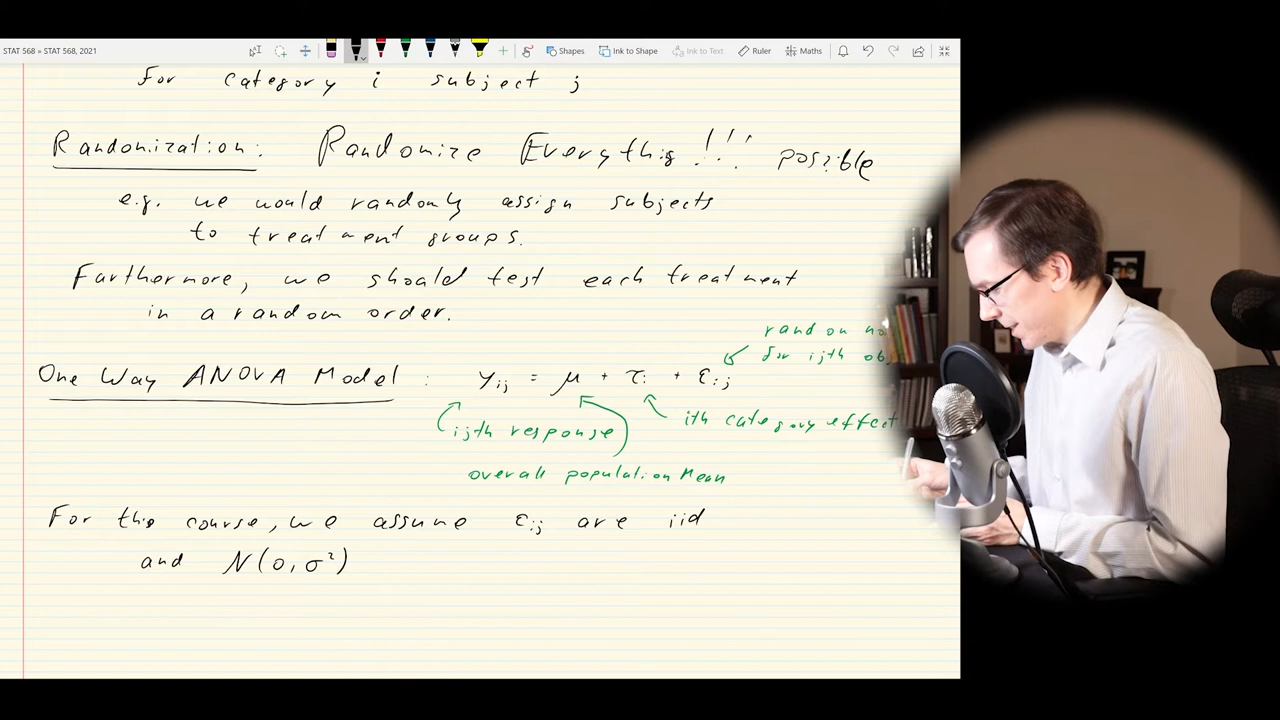 STAT 568 » STAT 568, 2021
Shapes Ink to Shape Ink to Text Ruler Maths
For category i subject j
Randomization: Randomize Everythig!!! possible
e.g. we would randomly assign subjects
to treatment groups.
Furthermore, we should test each treatment
in a random order.
random no
for ijth ob
One Way ANOVA Model : yij = μ + τi + εij
ith category effect
ijth response
overall population Mean
For this course, we assume εij are iid
and N(0, σ²)